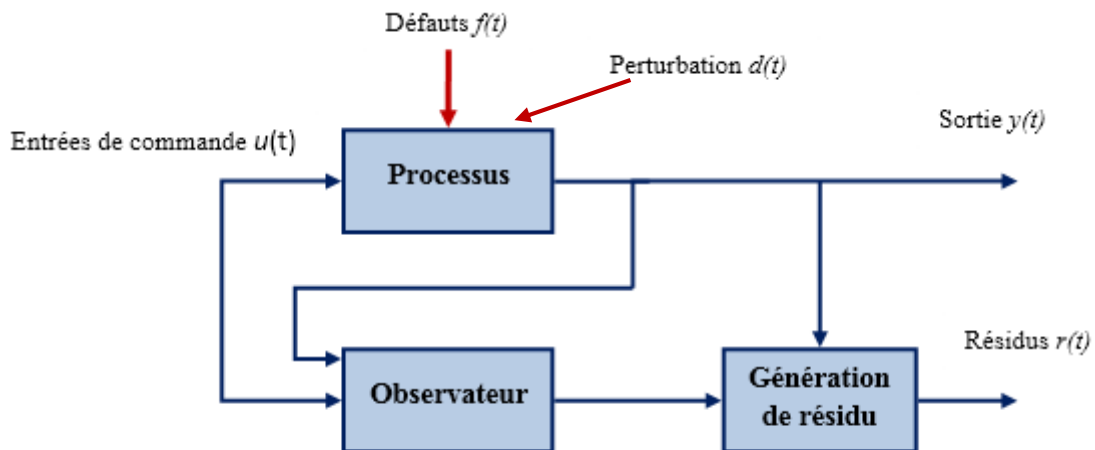 Défauts f(t)
Perturbation d(t)
Sortie y(t)
Entrées de commande u(t)
Processus
Résidus r(t)
Observateur
Génération
de résidu